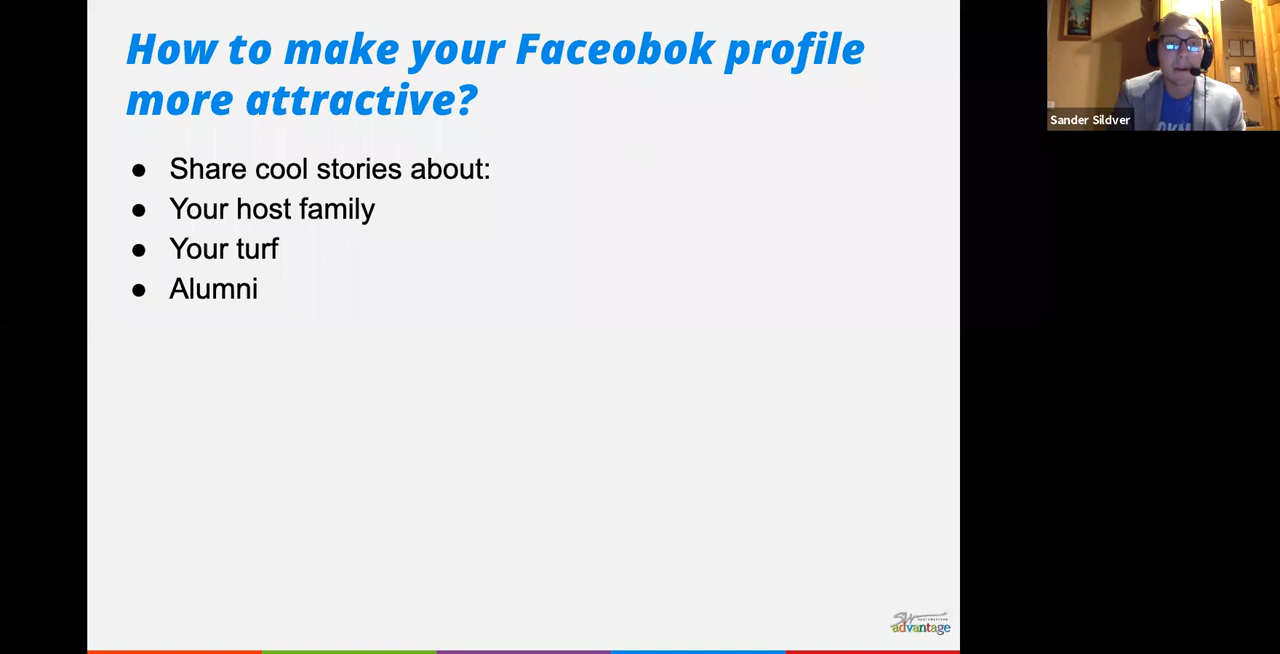 How to make your Faceobok profile
more attractive?
● Share cool stories about:
● Your host family
● Your turf
● Alumni
Sander Sildver
SOUTHWESTERN
advantage